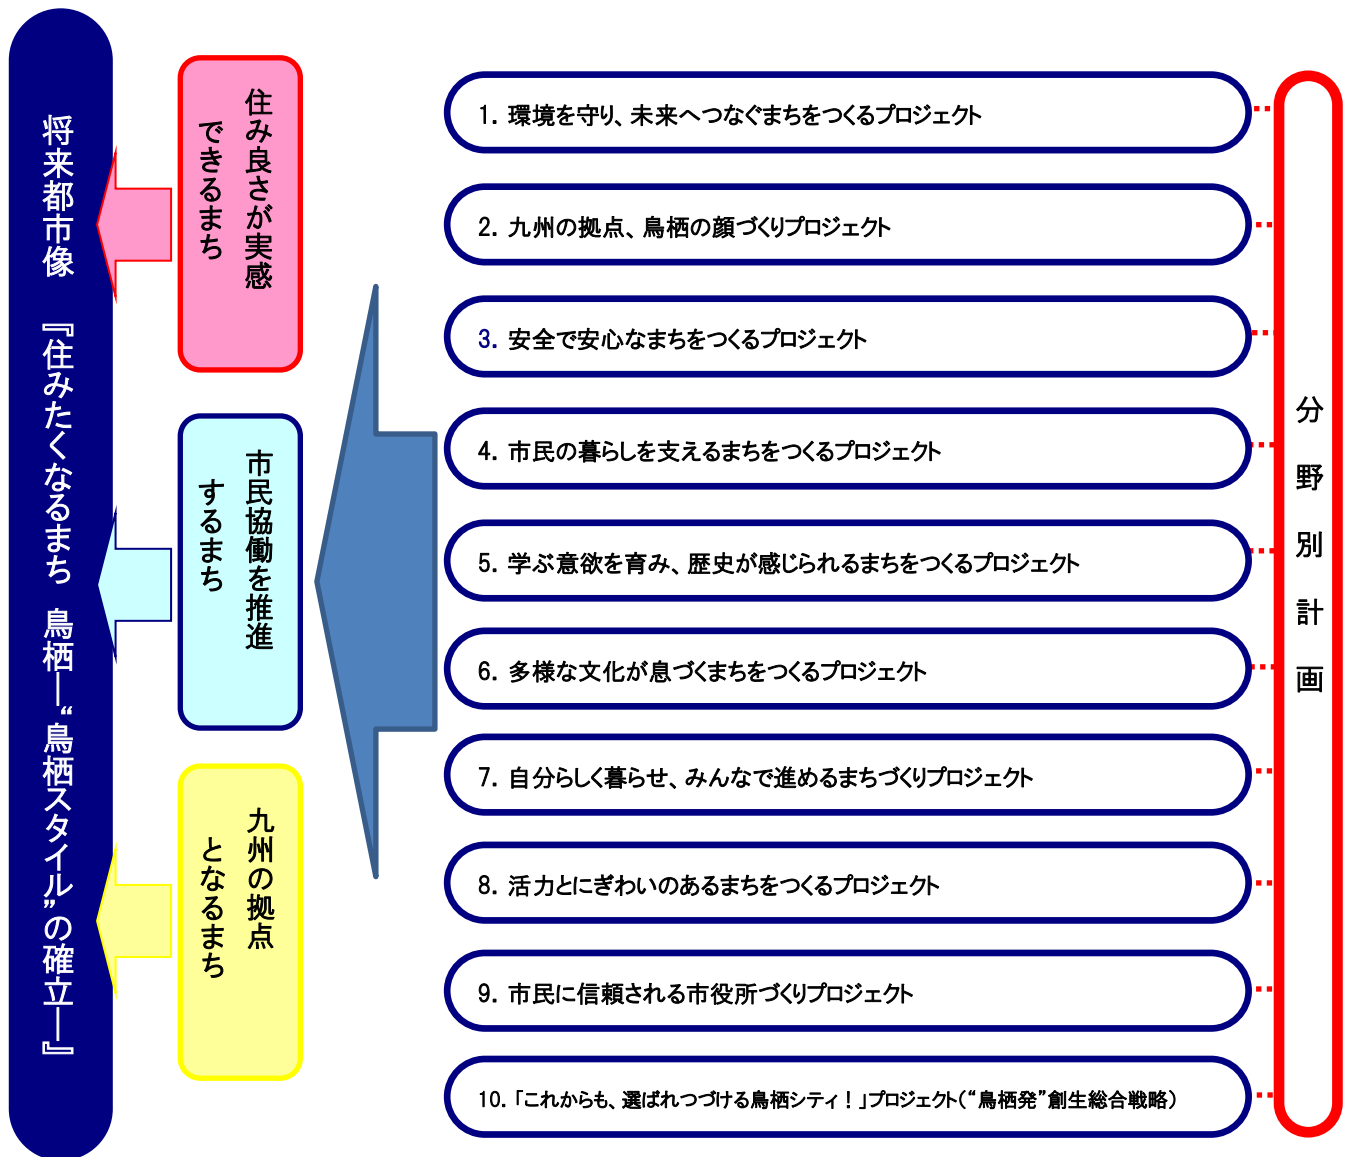 将来都市像 『住みたくなるまち 鳥栖―“鳥栖スタイル”の確立―』
住み良さが実感
できるまち
市民協働を推進
するまち
九州の拠点
となるまち
1. 環境を守り、未来へつなぐまちをつくるプロジェクト
2. 九州の拠点、鳥栖の顔づくりプロジェクト
3. 安全で安心なまちをつくるプロジェクト
4. 市民の暮らしを支えるまちをつくるプロジェクト
5. 学ぶ意欲を育み、歴史が感じられるまちをつくるプロジェクト
6. 多様な文化が息づくまちをつくるプロジェクト
7. 自分らしく暮らせ、みんなで進めるまちづくりプロジェクト
8. 活力とにぎわいのあるまちをつくるプロジェクト
9. 市民に信頼される市役所づくりプロジェクト
10. 「これからも、選ばれつづける鳥栖シティ！」プロジェクト（“鳥栖発”創生総合戦略）
分野別計画